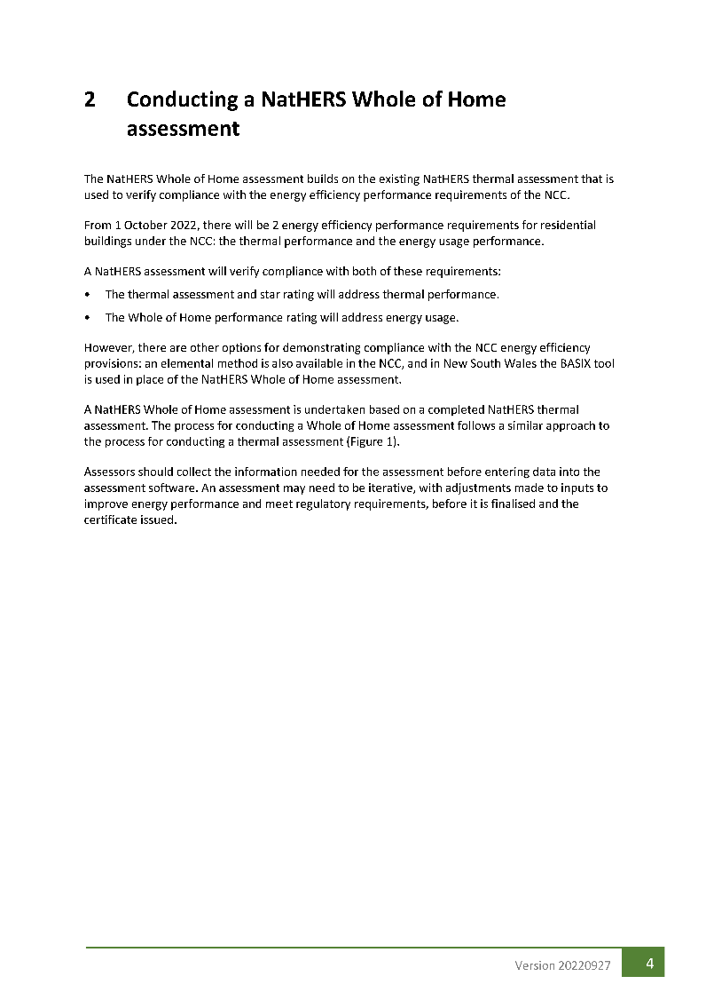 2 Conducting a NatHERS Whole of Home
assessment
The NatHERS Whole of Home assessment builds on the existing NatHERS thermal assessment that is
used to verify compliance with the energy efficiency performance requirements of the NCC.
From 1 October 2022, there will be 2 energy efficiency performance requirements for residential
buildings under the NCC: the thermal performance and the energy usage performance.
A NatHERS assessment will verify compliance with both of these requirements:
• The thermal assessment and star rating will address thermal performance.
• The Whole of Home performance rating will address energy usage.
However, there are other options for demonstrating compliance with the NCC energy efficiency
provisions: an elemental method is also available in the NCC, and in New South Wales the BASIX tool
is used in place of the NatHERS Whole of Home assessment.
A NatHERS Whole of Home assessment is undertaken based on a completed NatHERS thermal
assessment. The process for conducting a Whole of Home assessment follows a similar approach to
the process for conducting a thermal assessment (Figure 1).
Assessors should collect the information needed for the assessment before entering data into the
assessment software. An assessment may need to be iterative, with adjustments made to inputs to
improve energy performance and meet regulatory requirements, before it is finalised and the
certificate issued.
Version 20220927 4